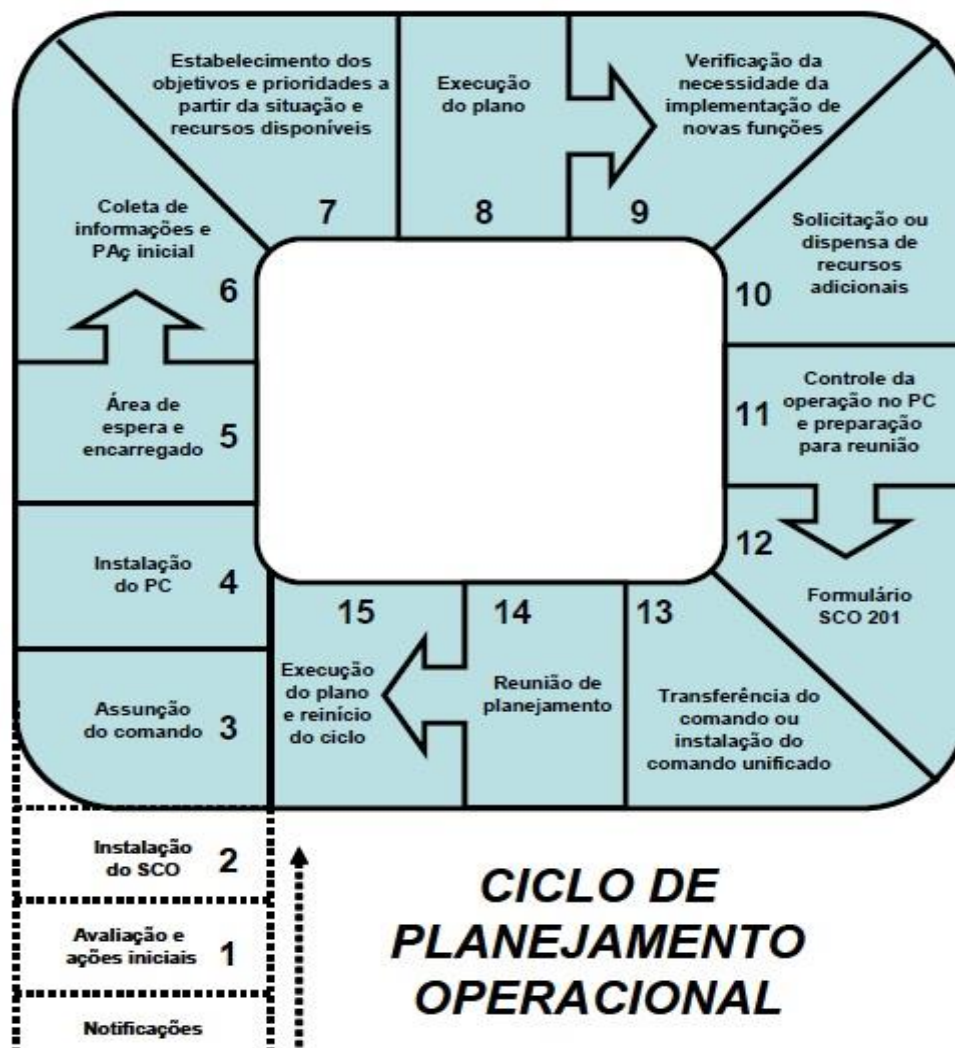 Notificações
Avaliação e
ações iniciais
1
Instalação
do SCO
2
Assunção
do comando
3
Instalação
do PC
4
Área de
espera e
encarregado
5
Coleta de
informações e
PAç inicial
6
Estabelecimento dos
objetivos e prioridades a
partir da situação e
recursos disponíveis
7
Execução
do plano
8
Verificação da
necessidade da
implementação de
novas funções
9
Solicitação ou
dispensa de
recursos
adicionais
10
Controle da
operação no PC
e preparação
para reunião
11
12
Formulário
SCO 201
13
Transferência do
comando ou
instalação do
comando unificado
14
Reunião de
planejamento
15
Execução
do plano
e reinício
do ciclo
CICLO DE
PLANEJAMENTO
OPERACIONAL